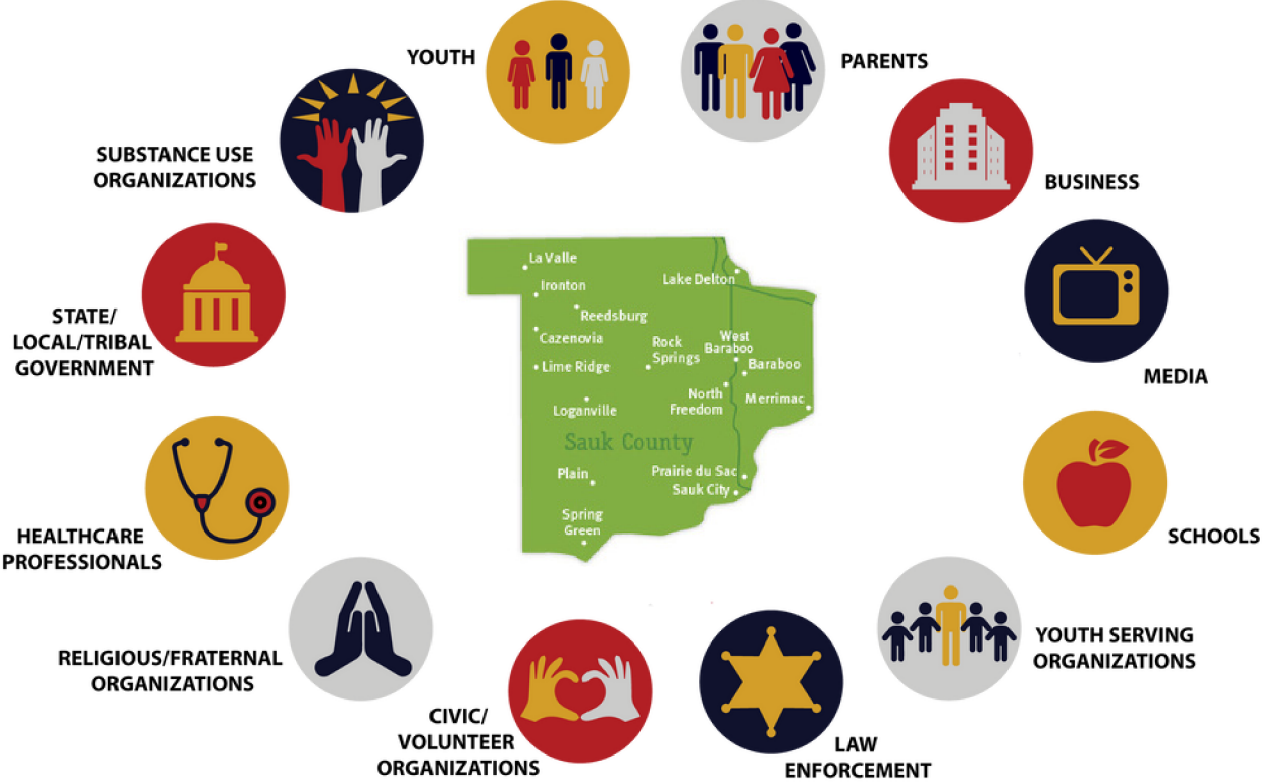 YOUTH
PARENTS
SUBSTANCE USE
ORGANIZATIONS
BUSINESS
STATE/
LOCAL/TRIBAL
GOVERNMENT
MEDIA
La Valle
Lake Delton
Ironton
Reedsburg
Cazenovia
Rock
Springs
West
Baraboo
Lime Ridge
Baraboo
North
Freedom
Merrimac
Loganville
Sauk County
Plain
Prairie du Sac
Sauk City
Spring
Green
HEALTHCARE
PROFESSIONALS
SCHOOLS
RELIGIOUS/FRATERNAL
ORGANIZATIONS
YOUTH SERVING
ORGANIZATIONS
CIVIC/
VOLUNTEER
ORGANIZATIONS
LAW
ENFORCEMENT